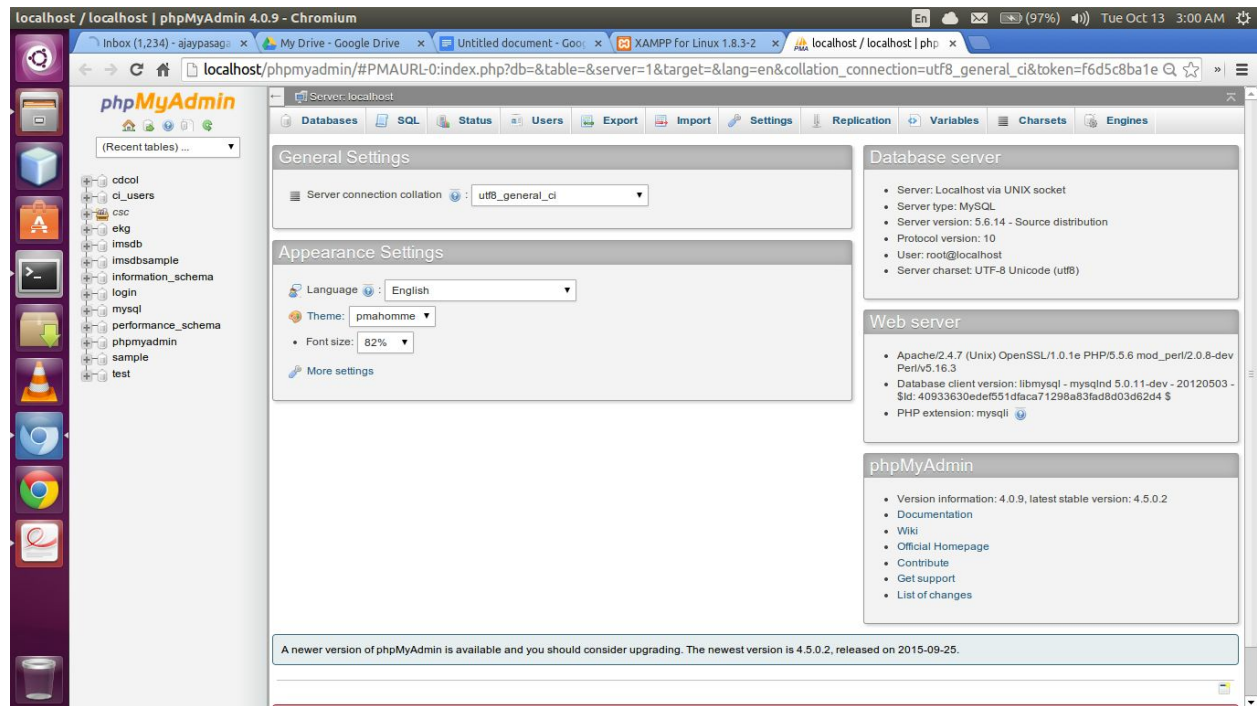 localhost / localhost | phpMyAdmin 4.0.9 - Chromium
En (97%) Tue Oct 13 3:00 AM
Inbox (1,234) - ajaypasaga × My Drive - Google Drive × Untitled document - Goo × XAMPP for Linux 1.8.3-2 × localhost / localhost | php ×
localhost/phpmyadmin/#PMAURL-0:index.php?db=&table=&server=1&target=&lang=en&collation_connection=utf8_general_ci&token=f6d5c8ba1e
phpMyAdmin
(Recent tables) ...
cdcol
ci_users
csc
ekg
imsdb
imsdbsample
information_schema
login
mysql
performance_schema
phpmyadmin
sample
test
Server: localhost
Databases SQL Status Users Export Import Settings Replication Variables Charsets Engines
General Settings
Server connection collation : utf8_general_ci
Appearance Settings
Language : English
Theme: pmahomme
• Font size: 82%
More settings
Database server
• Server: Localhost via UNIX socket
• Server type: MySQL
• Server version: 5.6.14 - Source distribution
• Protocol version: 10
• User: root@localhost
• Server charset: UTF-8 Unicode (utf8)
Web server
• Apache/2.4.7 (Unix) OpenSSL/1.0.1e PHP/5.5.6 mod_perl/2.0.8-dev
Perl/v5.16.3
• Database client version: libmysql - mysqlnd 5.0.11-dev - 20120503 -
$Id: 40933630edef551dfaca71298a83fad8d03d62d4 $
• PHP extension: mysqli
phpMyAdmin
• Version information: 4.0.9, latest stable version: 4.5.0.2
• Documentation
• Wiki
• Official Homepage
• Contribute
• Get support
• List of changes
A newer version of phpMyAdmin is available and you should consider upgrading. The newest version is 4.5.0.2, released on 2015-09-25.